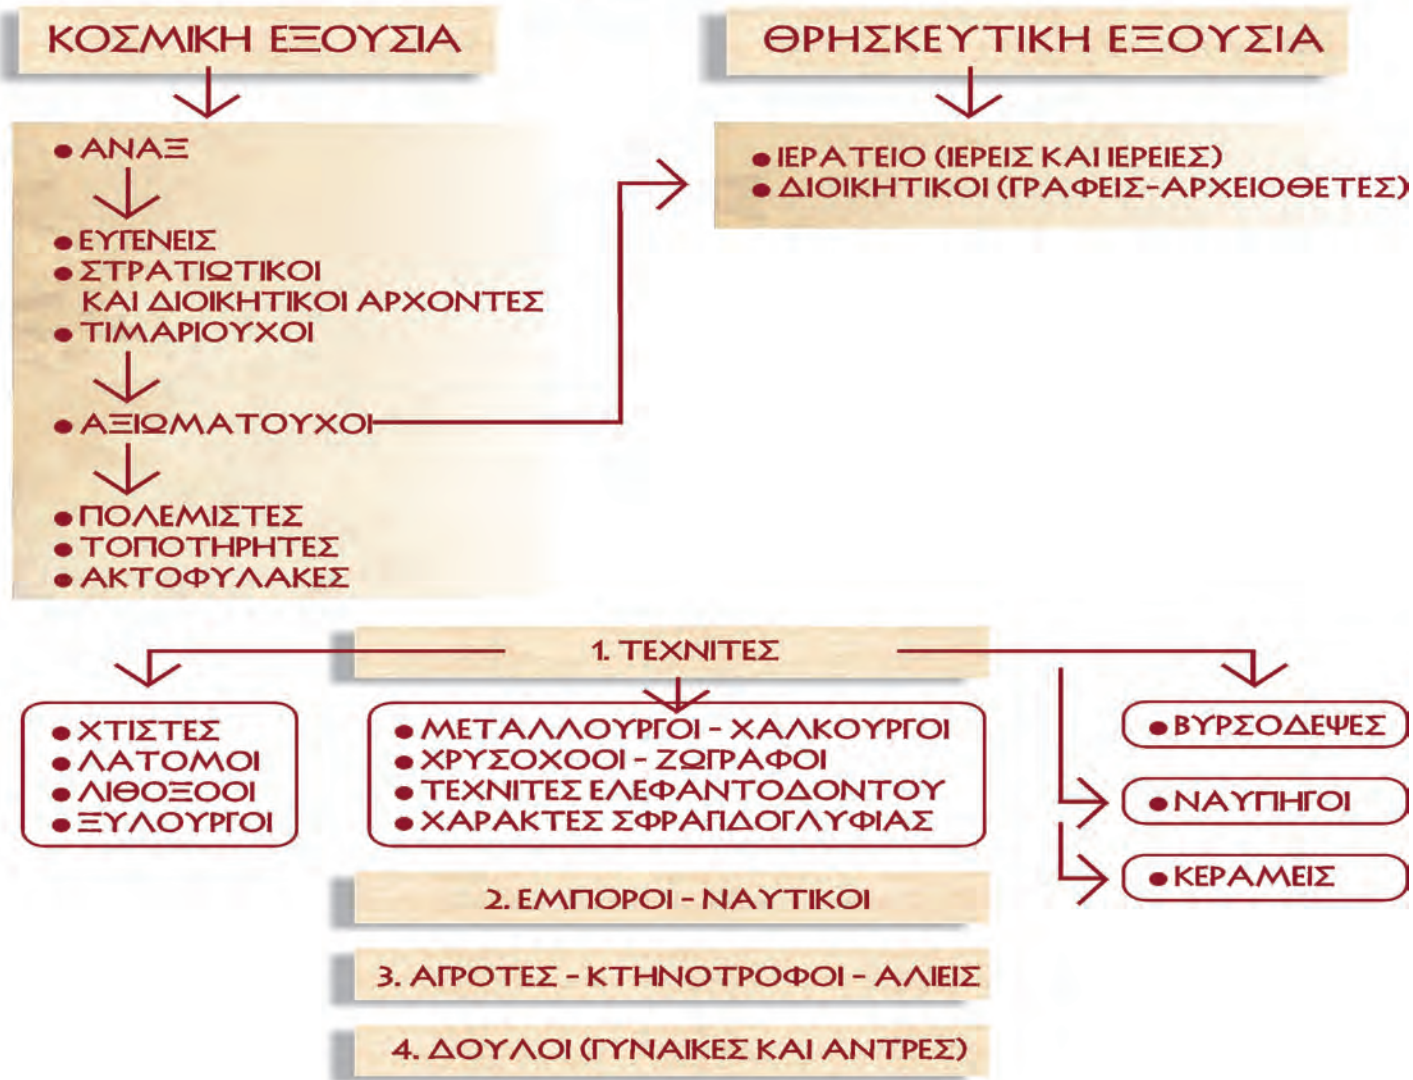 ΚΟΣΜΙΚΗ ΕΞΟΥΣΙΑ
• ΑΝΑΞ
• ΕΥΓΕΝΕΙΣ
• ΣΤΡΑΤΙΩΤΙΚΟΙ
ΚΑΙ ΔΙΟΙΚΗΤΙΚΟΙ ΑΡΧΟΝΤΕΣ
• ΤΙΜΑΡΙΟΥΧΟΙ
• ΑΞΙΩΜΑΤΟΥΧΟΙ
• ΠΟΛΕΜΙΣΤΕΣ
• ΤΟΠΟΤΗΡΗΤΕΣ
• ΑΚΤΟΦΥΛΑΚΕΣ
ΘΡΗΣΚΕΥΤΙΚΗ ΕΞΟΥΣΙΑ
• ΙΕΡΑΤΕΙΟ (ΙΕΡΕΙΣ ΚΑΙ ΙΕΡΕΙΕΣ)
• ΔΙΟΙΚΗΤΙΚΟΙ (ΓΡΑΦΕΙΣ-ΑΡΧΕΙΟΘΕΤΕΣ)
1. ΤΕΧΝΙΤΕΣ
• ΧΤΙΣΤΕΣ
• ΛΑΤΟΜΟΙ
• ΛΙΘΟΞΟΟΙ
• ΞΥΛΟΥΡΓΟΙ
• ΜΕΤΑΛΛΟΥΡΓΟΙ - ΧΑΛΚΟΥΡΓΟΙ
• ΧΡΥΣΟΧΟΟΙ - ΖΩΓΡΑΦΟΙ
• ΤΕΧΝΙΤΕΣ ΕΛΕΦΑΝΤΟΔΟΝΤΟΥ
• ΧΑΡΑΚΤΕΣ ΣΦΡΑΓΙΔΟΓΛΥΦΙΑΣ
• ΒΥΡΣΟΔΕΨΕΣ
• ΝΑΥΠΗΓΟΙ
• ΚΕΡΑΜΕΙΣ
2. ΕΜΠΟΡΟΙ - ΝΑΥΤΙΚΟΙ
3. ΑΓΡΟΤΕΣ - ΚΤΗΝΟΤΡΟΦΟΙ - ΑΛΙΕΙΣ
4. ΔΟΥΛΟΙ (ΓΥΝΑΙΚΕΣ ΚΑΙ ΑΝΤΡΕΣ)